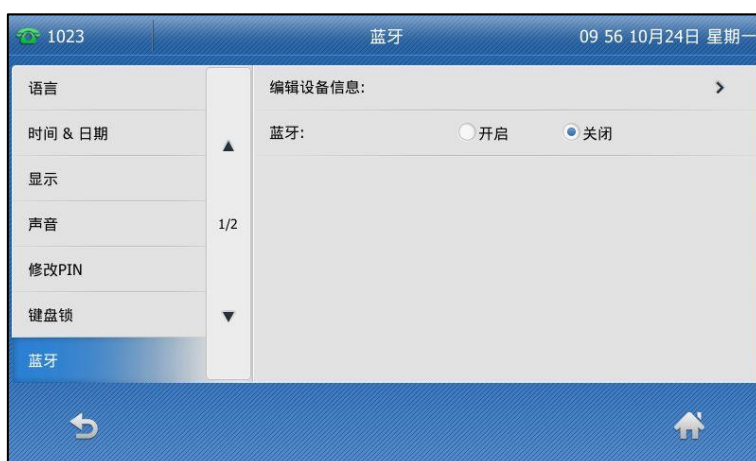 1023 蓝牙 09 56 10月24日 星期一
语言
时间 & 日期
显示
声音
修改PIN
键盘锁
蓝牙
1/2
编辑设备信息:
蓝牙: 开启 关闭